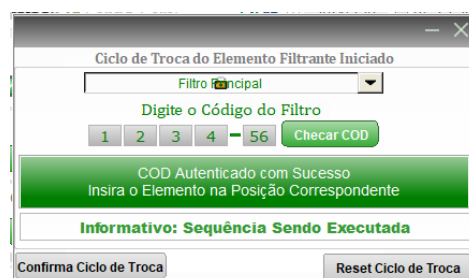 Ciclo de Troca do Elemento Filtrante Iniciado
Filtro Principal
Digite o Código do Filtro
1 2 3 4 - 56 Checar COD
COD Autenticado com Sucesso
Insira o Elemento na Posição Correspondente
Informativo: Sequência Sendo Executada
Confirma Ciclo de Troca Reset Ciclo de Troca